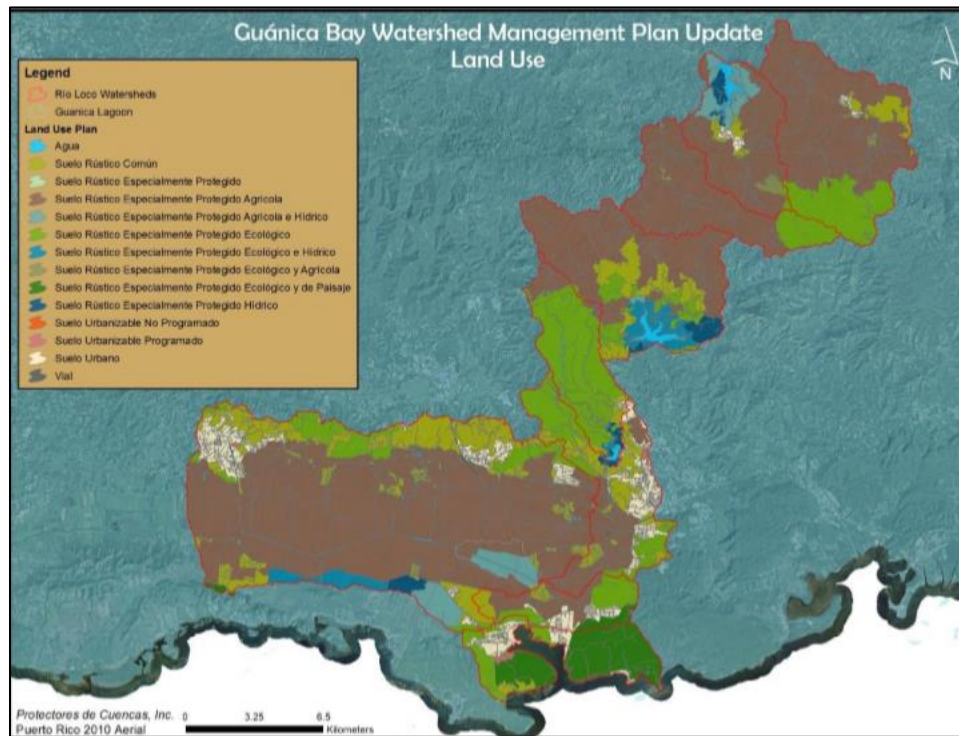 Guánica Bay Watershed Management Plan Update
Land Use
N
Legend
Rio Loco Watersheds
Guanica Lagoon
Land Use Plan
Agua
Suelo Rústico Común
Suelo Rústico Especialmente Protegido
Suelo Rústico Especialmente Protegido Agrícola
Suelo Rústico Especialmente Protegido Agrícola e Hídrico
Suelo Rústico Especialmente Protegido Ecológico
Suelo Rústico Especialmente Protegido Ecológico e Hídrico
Suelo Rústico Especialmente Protegido Ecológico y Agrícola
Suelo Rústico Especialmente Protegido Ecológico y de Paisaje
Suelo Rústico Especialmente Protegido Hídrico
Suelo Urbanizable No Programado
Suelo Urbanizable Programado
Suelo Urbano
Vial
Protectores de Cuencas, Inc.
Puerto Rico 2010 Aerial
0 3.25 6.5
Kilometers